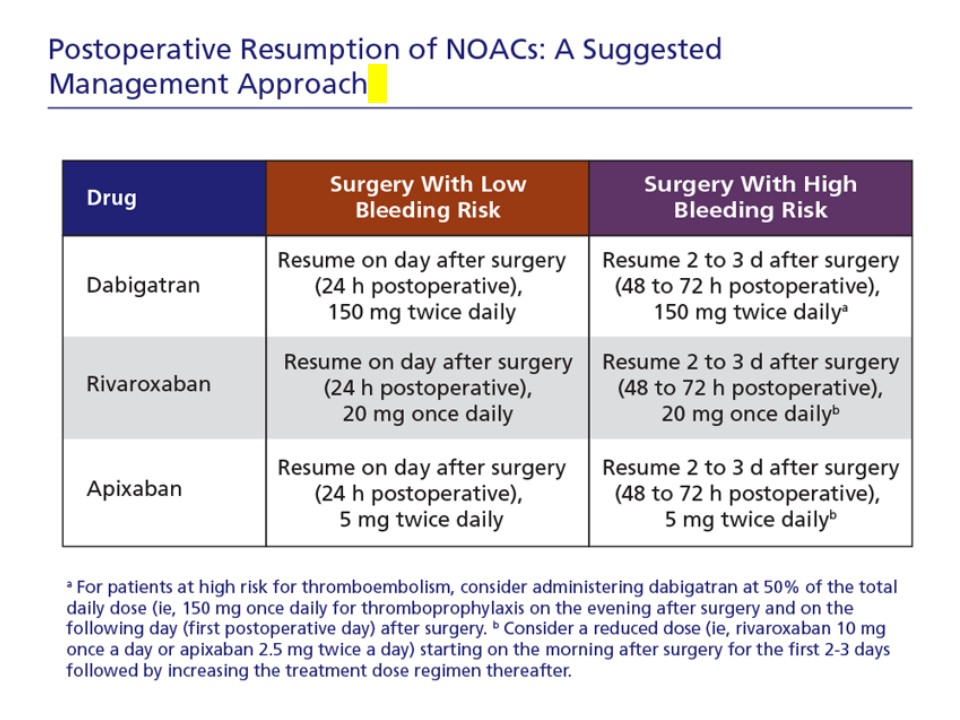 Postoperative Resumption of NOACs: A Suggested
Management Approach
Drug
Surgery With Low
Bleeding Risk
Surgery With High
Bleeding Risk
Dabigatran
Resume on day after surgery
(24 h postoperative),
150 mg twice daily
Resume 2 to 3 d after surgery
(48 to 72 h postoperative),
150 mg twice dailyᵃ
Rivaroxaban
Resume on day after surgery
(24 h postoperative),
20 mg once daily
Resume 2 to 3 d after surgery
(48 to 72 h postoperative),
20 mg once dailyᵇ
Apixaban
Resume on day after surgery
(24 h postoperative),
5 mg twice daily
Resume 2 to 3 d after surgery
(48 to 72 h postoperative),
5 mg twice dailyᵇ
ᵃ For patients at high risk for thromboembolism, consider administering dabigatran at 50% of the total
daily dose (ie, 150 mg once daily for thromboprophylaxis on the evening after surgery and on the
following day (first postoperative day) after surgery. ᵇ Consider a reduced dose (ie, rivaroxaban 10 mg
once a day or apixaban 2.5 mg twice a day) starting on the morning after surgery for the first 2-3 days
followed by increasing the treatment dose regimen thereafter.